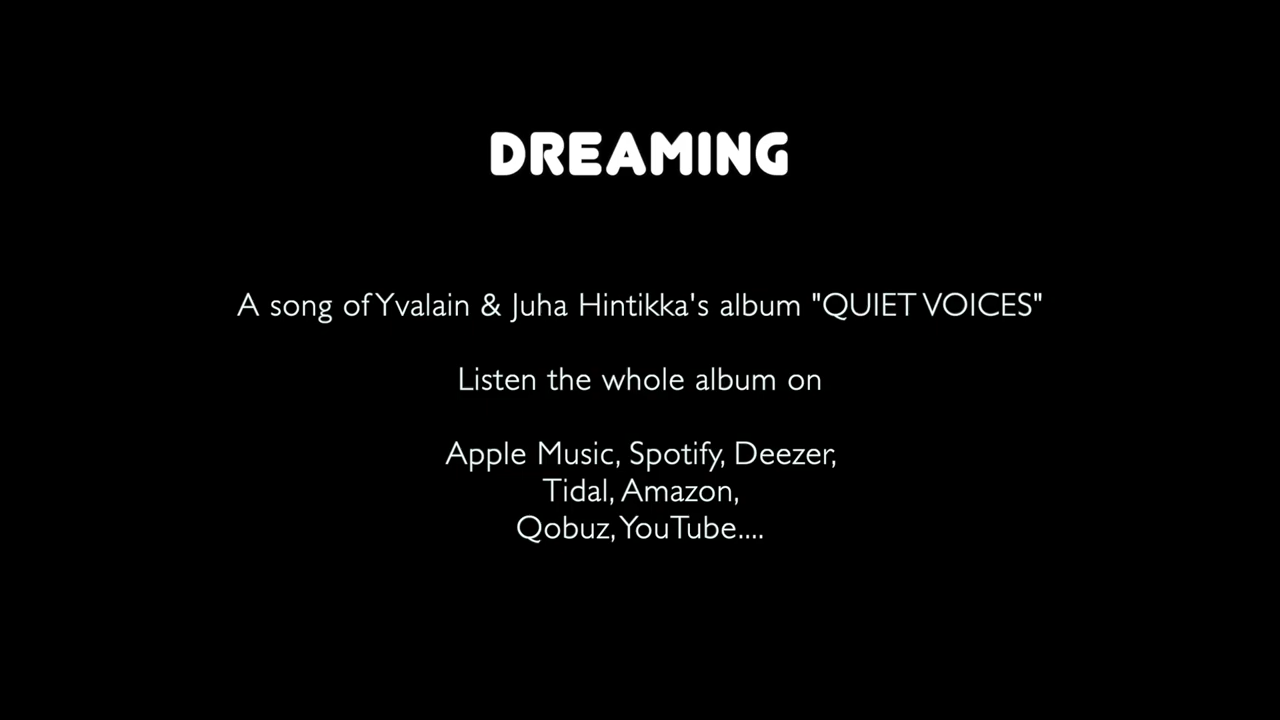 DREAMING
A song of Yvalain & Juha Hintikka's album "QUIET VOICES"
Listen the whole album on
Apple Music, Spotify, Deezer,
Tidal, Amazon,
Qobuz, YouTube....